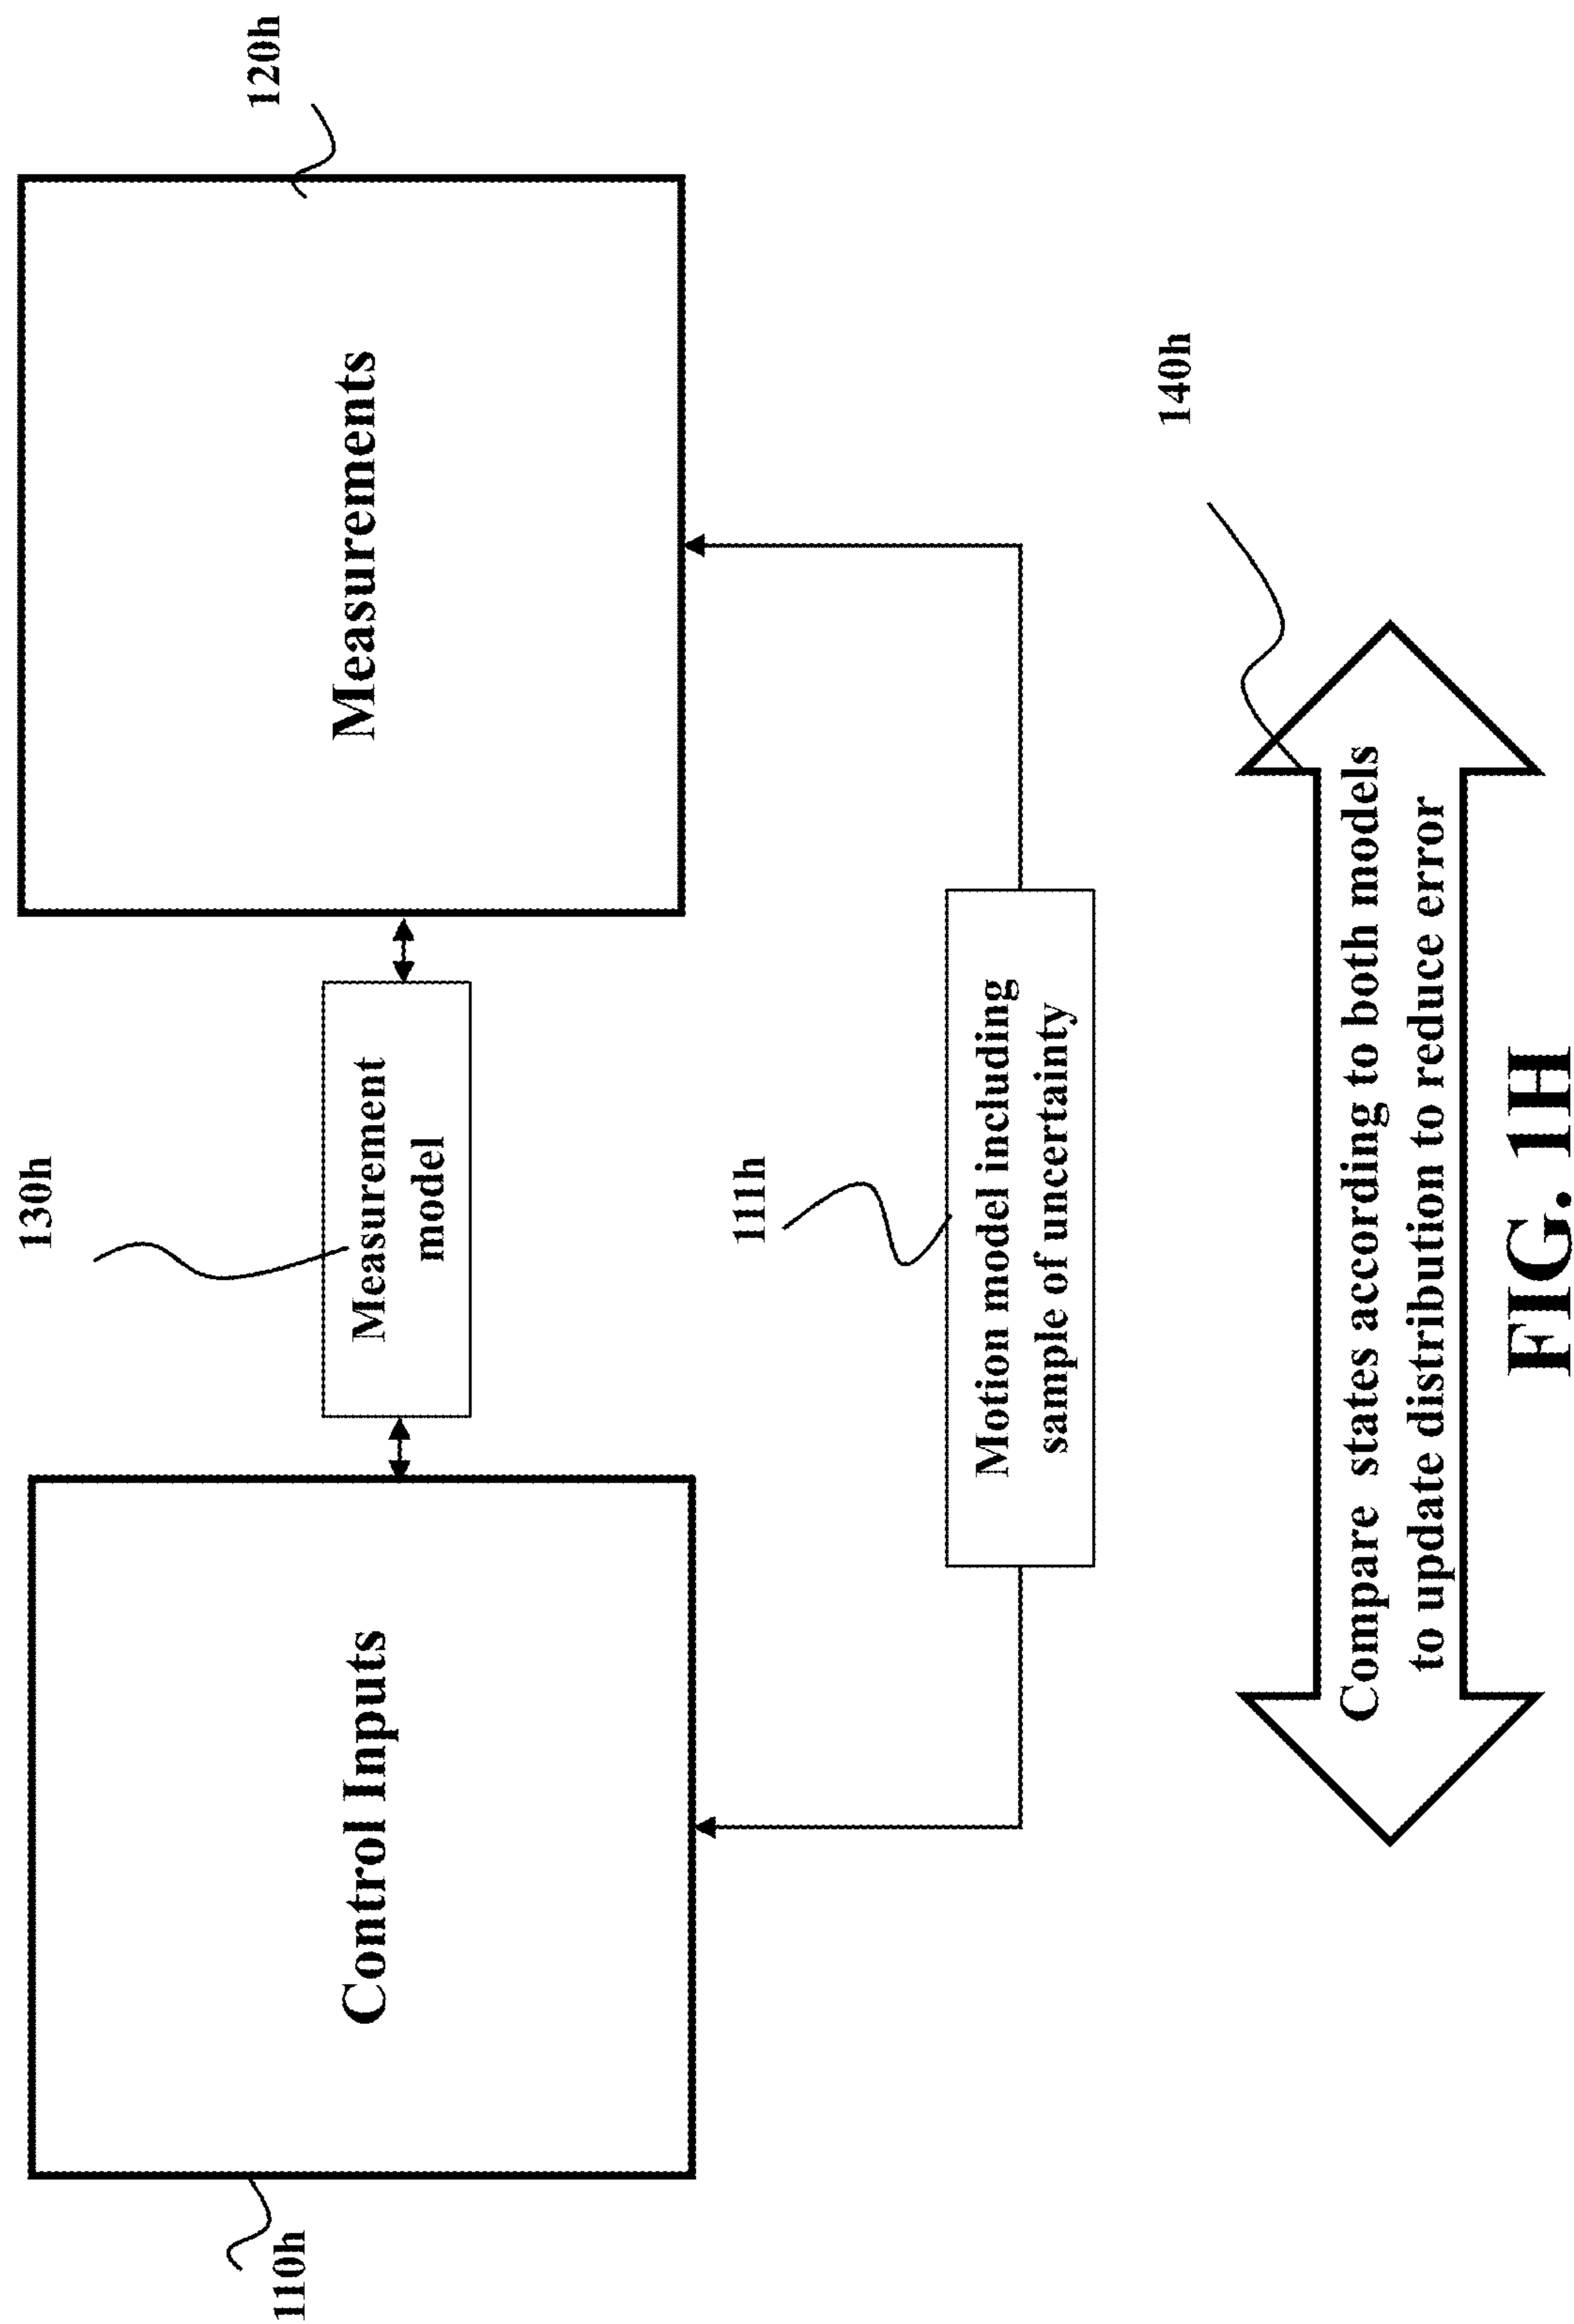 120h
Measurements
130h
Measurement
model
Control Inputs
110h
111h
Motion model including
sample of uncertainty
140h
Compare states according to both models
to update distribution to reduce error
FIG. 1H